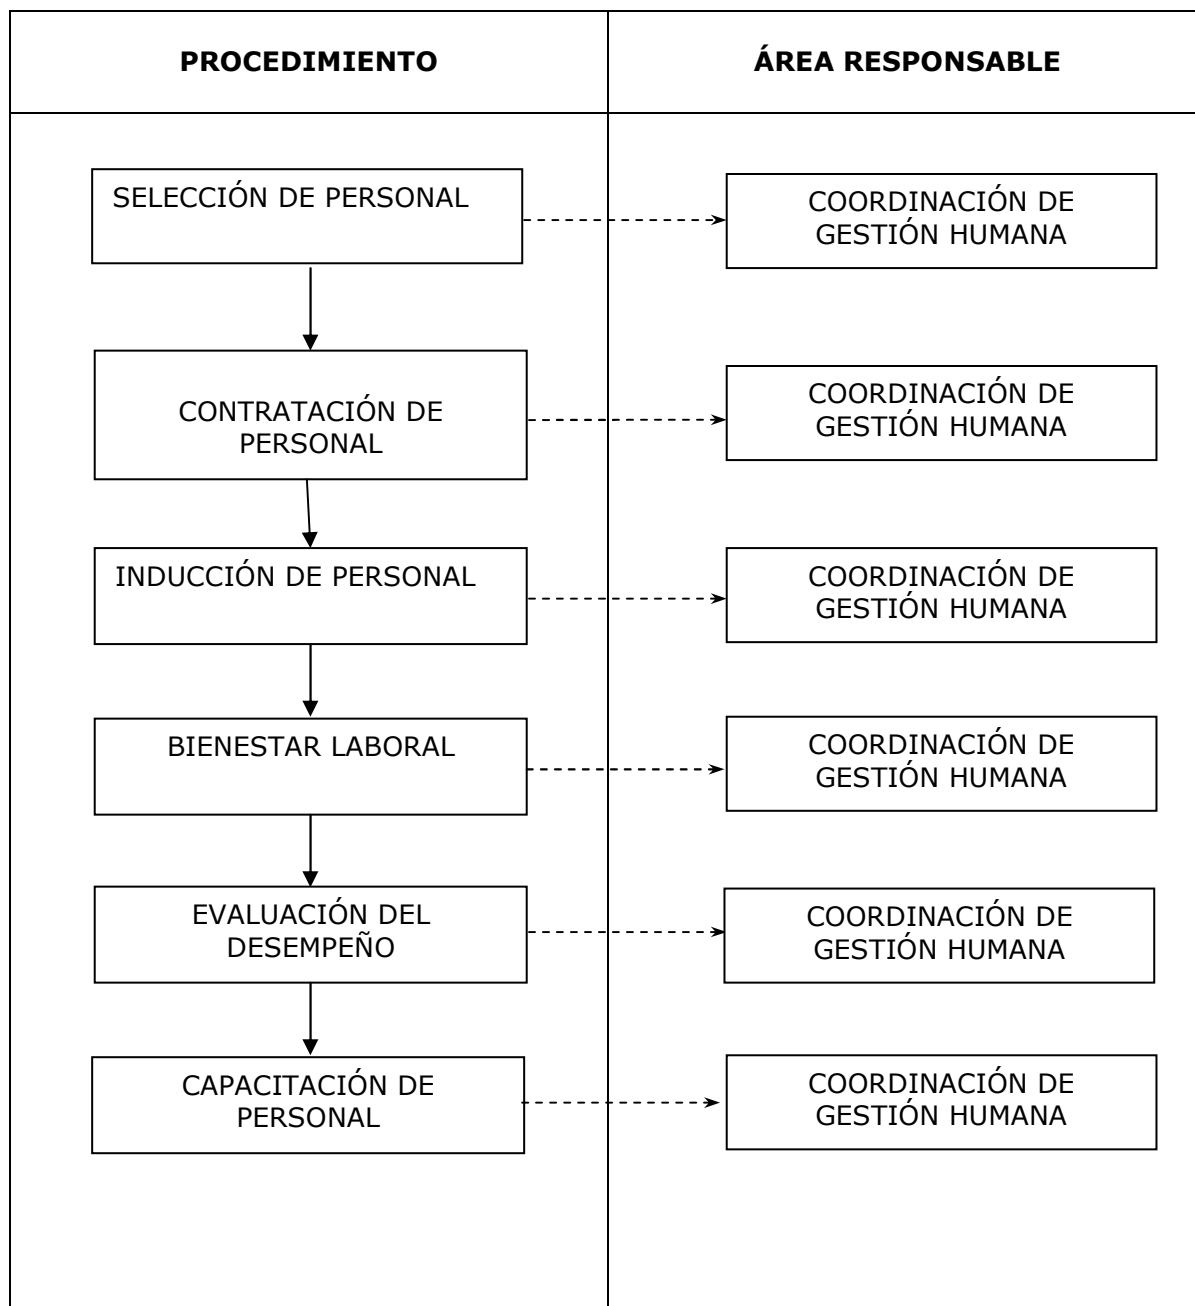 PROCEDIMIENTO
ÁREA RESPONSABLE
SELECCIÓN DE PERSONAL
COORDINACIÓN DE
GESTIÓN HUMANA
CONTRATACIÓN DE
PERSONAL
COORDINACIÓN DE
GESTIÓN HUMANA
INDUCCIÓN DE PERSONAL
COORDINACIÓN DE
GESTIÓN HUMANA
BIENESTAR LABORAL
COORDINACIÓN DE
GESTIÓN HUMANA
EVALUACIÓN DEL
DESEMPEÑO
COORDINACIÓN DE
GESTIÓN HUMANA
CAPACITACIÓN DE
PERSONAL
COORDINACIÓN DE
GESTIÓN HUMANA